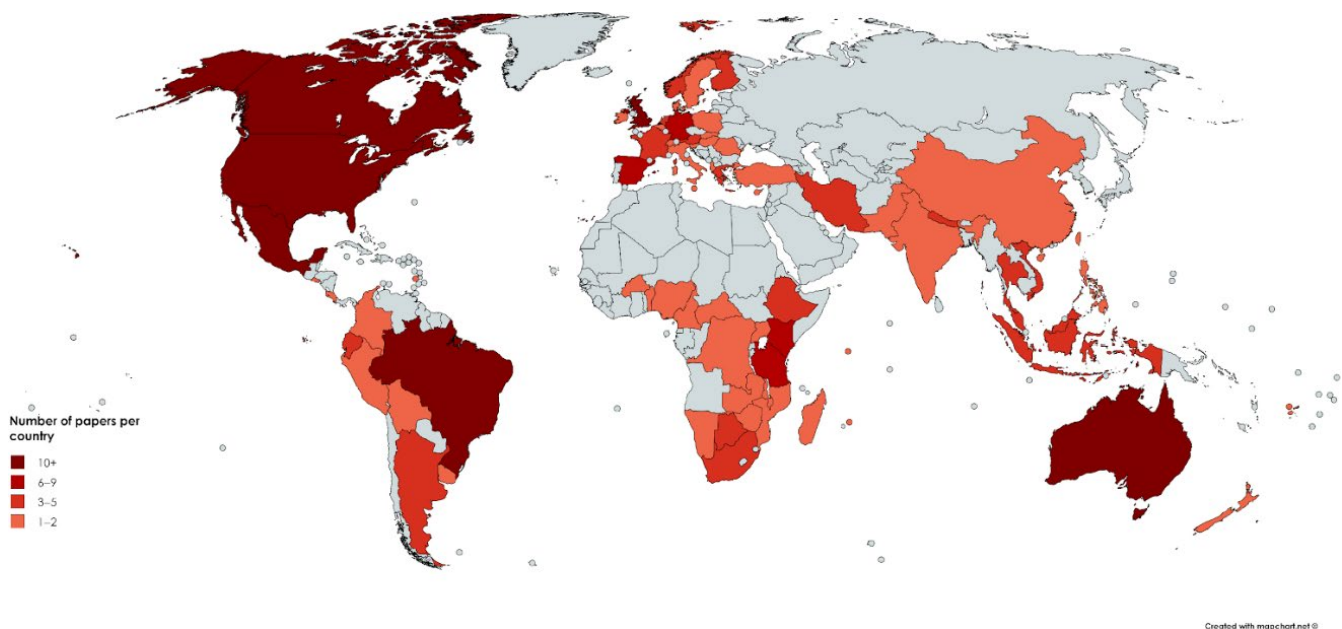 Number of papers per
country
10+
6–9
3–5
1–2
Created with mapchart.net ©